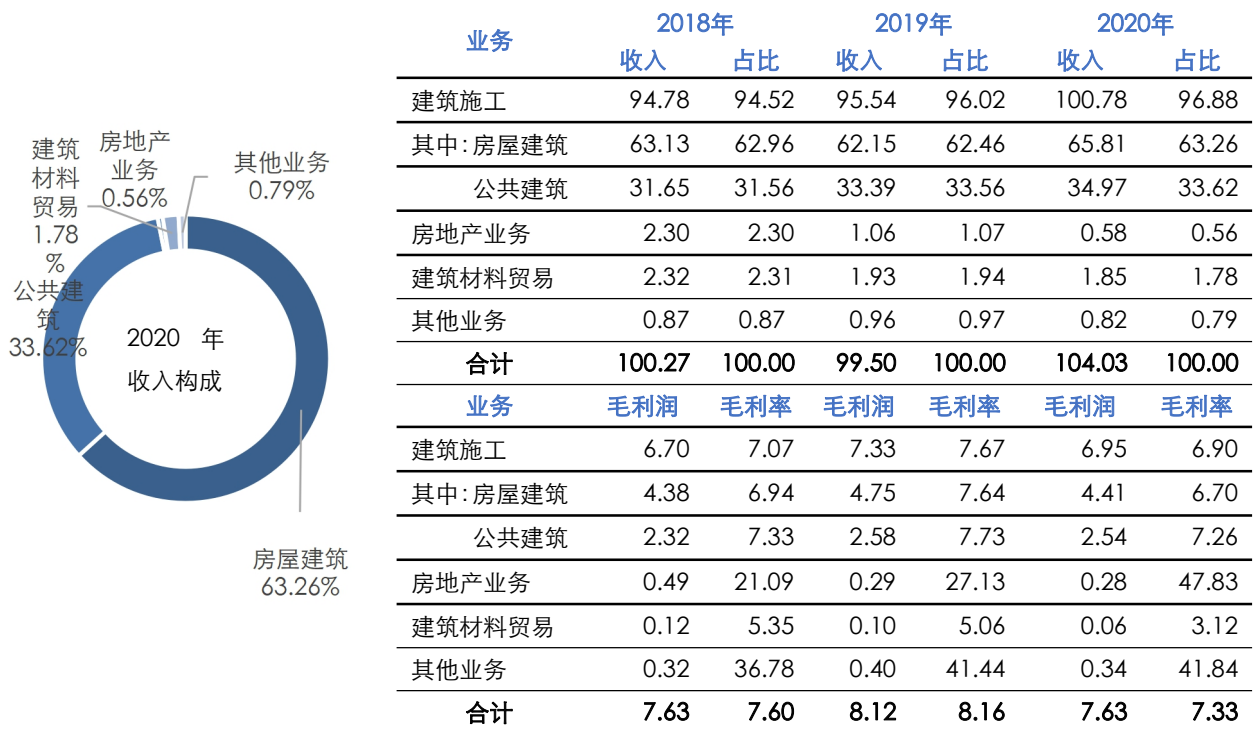 建筑
材料
贸易
1.78
%
房地产
业务
0.56%
其他业务
0.79%
公共建
筑
33.62%
2020 年
收入构成
房屋建筑
63.26%
业务 2018年 2019年 2020年
收入 占比 收入 占比 收入 占比
建筑施工 94.78 94.52 95.54 96.02 100.78 96.88
其中:房屋建筑 63.13 62.96 62.15 62.46 65.81 63.26
公共建筑 31.65 31.56 33.39 33.56 34.97 33.62
房地产业务 2.30 2.30 1.06 1.07 0.58 0.56
建筑材料贸易 2.32 2.31 1.93 1.94 1.85 1.78
其他业务 0.87 0.87 0.96 0.97 0.82 0.79
合计 100.27 100.00 99.50 100.00 104.03 100.00
业务 毛利润 毛利率 毛利润 毛利率 毛利润 毛利率
建筑施工 6.70 7.07 7.33 7.67 6.95 6.90
其中:房屋建筑 4.38 6.94 4.75 7.64 4.41 6.70
公共建筑 2.32 7.33 2.58 7.73 2.54 7.26
房地产业务 0.49 21.09 0.29 27.13 0.28 47.83
建筑材料贸易 0.12 5.35 0.10 5.06 0.06 3.12
其他业务 0.32 36.78 0.40 41.44 0.34 41.84
合计 7.63 7.60 8.12 8.16 7.63 7.33